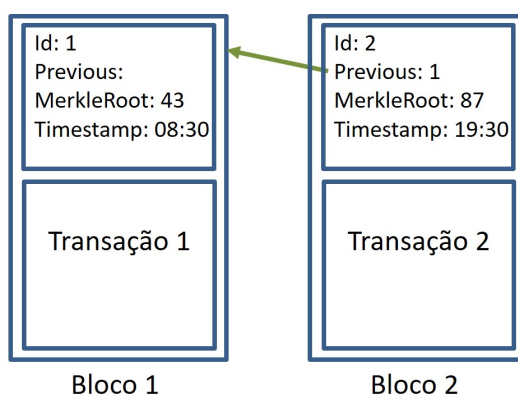 Id: 1
Previous:
MerkleRoot: 43
Timestamp: 08:30
Transação 1
Bloco 1
Id: 2
Previous: 1
MerkleRoot: 87
Timestamp: 19:30
Transação 2
Bloco 2